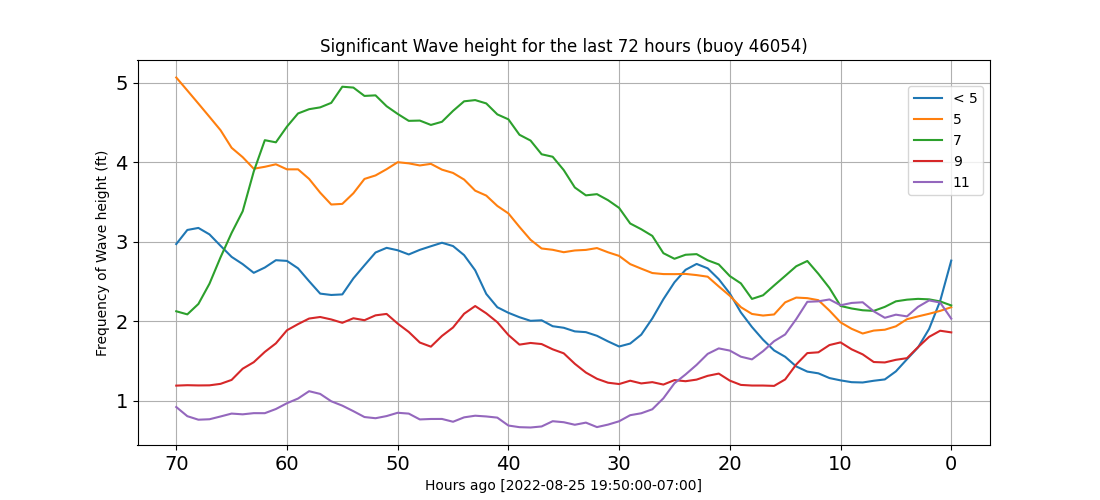 Significant Wave height for the last 72 hours (buoy 46054)
Frequency of Wave height (ft)
5
4
3
2
1
< 5
5
7
9
11
70 60 50 40 30 20 10 0
Hours ago [2022-08-25 19:50:00-07:00]